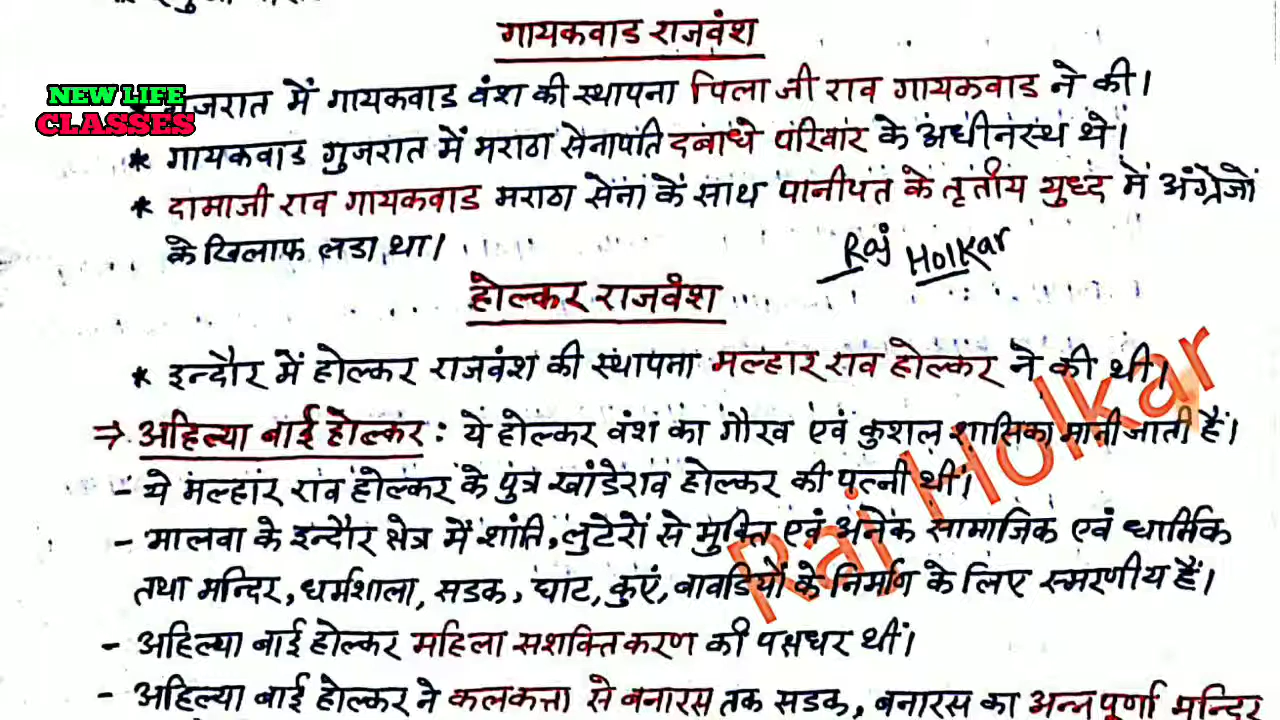 गायकवाड राजवंश
NEW LIFE
CLASSES
गुजरात में गायकवाड वंश की स्थापना पिला जी राव गायकवाड ने की।
* गायकवाड गुजरात में मराठा सेनापति दबाधे परिवार के अधीनस्थ थे।
* दामाजी राव गायकवाड मराठा सेना के साथ पानीपत के तृतीय युध्द में अंग्रेजों
के खिलाफ लडा था।
Raj Holkar
होल्कर राजवंश
* इन्दौर में होल्कर राजवंश की स्थापना मल्हार राव होल्कर ने की थी।
→ अहिल्या बाई होल्कर : ये होल्कर वंश का गौरव एवं कुशल शासिका मानी जाती हैं।
- ये मल्हार राव होल्कर के पुत्र खांडेराव होल्कर की पत्नी थीं।
- मालवा के इन्दौर क्षेत्र में शांति, लुटेरों से मुक्ति एवं अनेक सामाजिक एवं धार्मिक
तथा मन्दिर, धर्मशाला, सडक, घाट, कुएं, बावडियों के निर्माण के लिए स्मरणीय हैं।
- अहिल्या बाई होल्कर महिला सशक्तिकरण की पक्षधर थीं।
- अहिल्या बाई होल्कर ने कलकत्ता से बनारस तक सडक, बनारस का अन्नपूर्णा मन्दिर
Raj Holkar